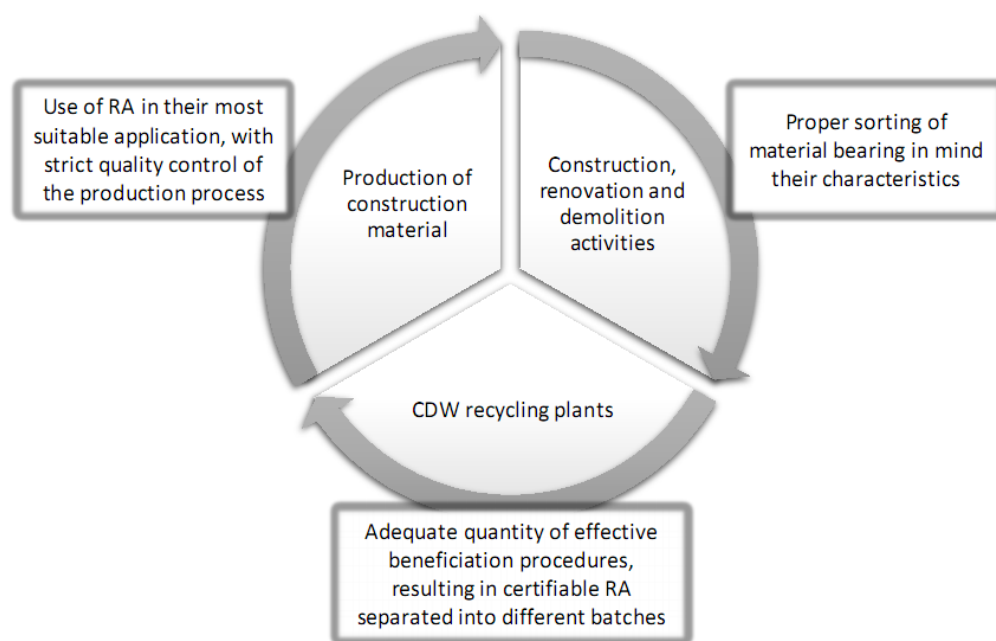 Use of RA in their most
suitable application, with
strict quality control of
the production process
Production of
construction
material
Construction,
renovation and
demolition
activities
Proper sorting of
material bearing in mind
their characteristics
CDW recycling plants
Adequate quantity of effective
beneficiation procedures,
resulting in certifiable RA
separated into different batches